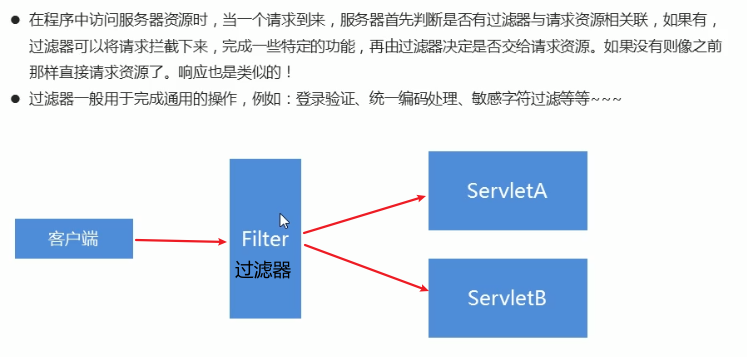 ● 在程序中访问服务器资源时，当一个请求到来，服务器首先判断是否有过滤器与请求资源相关联，如果有，
过滤器可以将请求拦截下来，完成一些特定的功能，再由过滤器决定是否交给请求资源。如果没有则像之前
那样直接请求资源了。响应也是类似的！
● 过滤器一般用于完成通用的操作，例如：登录验证、统一编码处理、敏感字符过滤等等~~~
ServletA
客户端
Filter
过滤器
ServletB